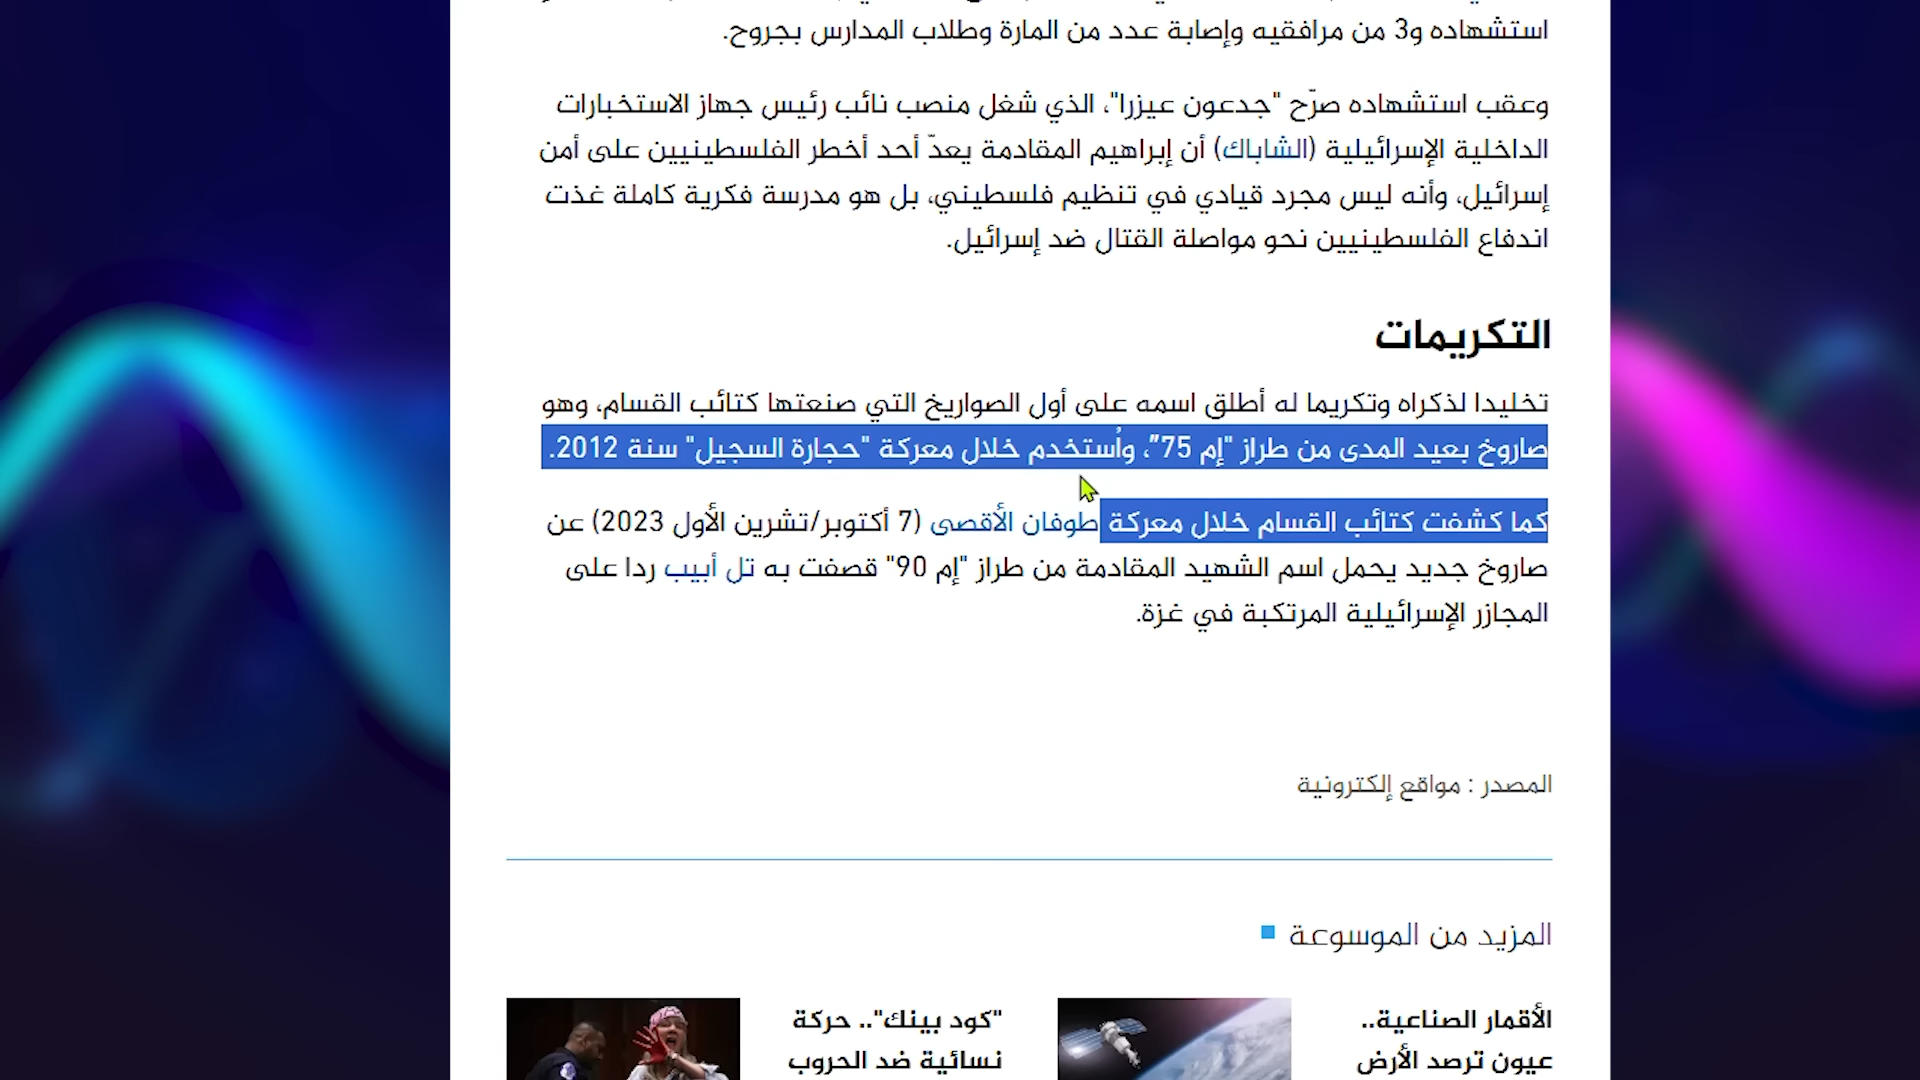 استشهاده و3 من مرافقيه وإصابة عدد من المارة وطلاب المدارس بجروح.
وعقب استشهاده صرّح "جدعون عيزرا"، الذي شغل منصب نائب رئيس جهاز الاستخبارات
الداخلية الإسرائيلية (الشاباك) أن إبراهيم المقادمة يعدّ أحد أخطر الفلسطينيين على أمن
إسرائيل، وأنه ليس مجرد قيادي في تنظيم فلسطيني، بل هو مدرسة فكرية كاملة غذت
اندفاع الفلسطينيين نحو مواصلة القتال ضد إسرائيل.
التكريمات
تخليدا لذكراه وتكريما له أطلق اسمه على أول الصواريخ التي صنعتها كتائب القسام، وهو
صاروخ بعيد المدى من طراز "إم 75″، واُستخدم خلال معركة "حجارة السجيل" سنة 2012.
كما كشفت كتائب القسام خلال معركة طوفان الأقصى (7 أكتوبر/تشرين الأول 2023) عن
صاروخ جديد يحمل اسم الشهيد المقادمة من طراز "إم 90" قصفت به تل أبيب ردا على
المجازر الإسرائيلية المرتكبة في غزة.
المصدر : مواقع إلكترونية
المزيد من الموسوعة
الأقمار الصناعية..
عيون ترصد الأرض
"كود بينك".. حركة
نسائية ضد الحروب